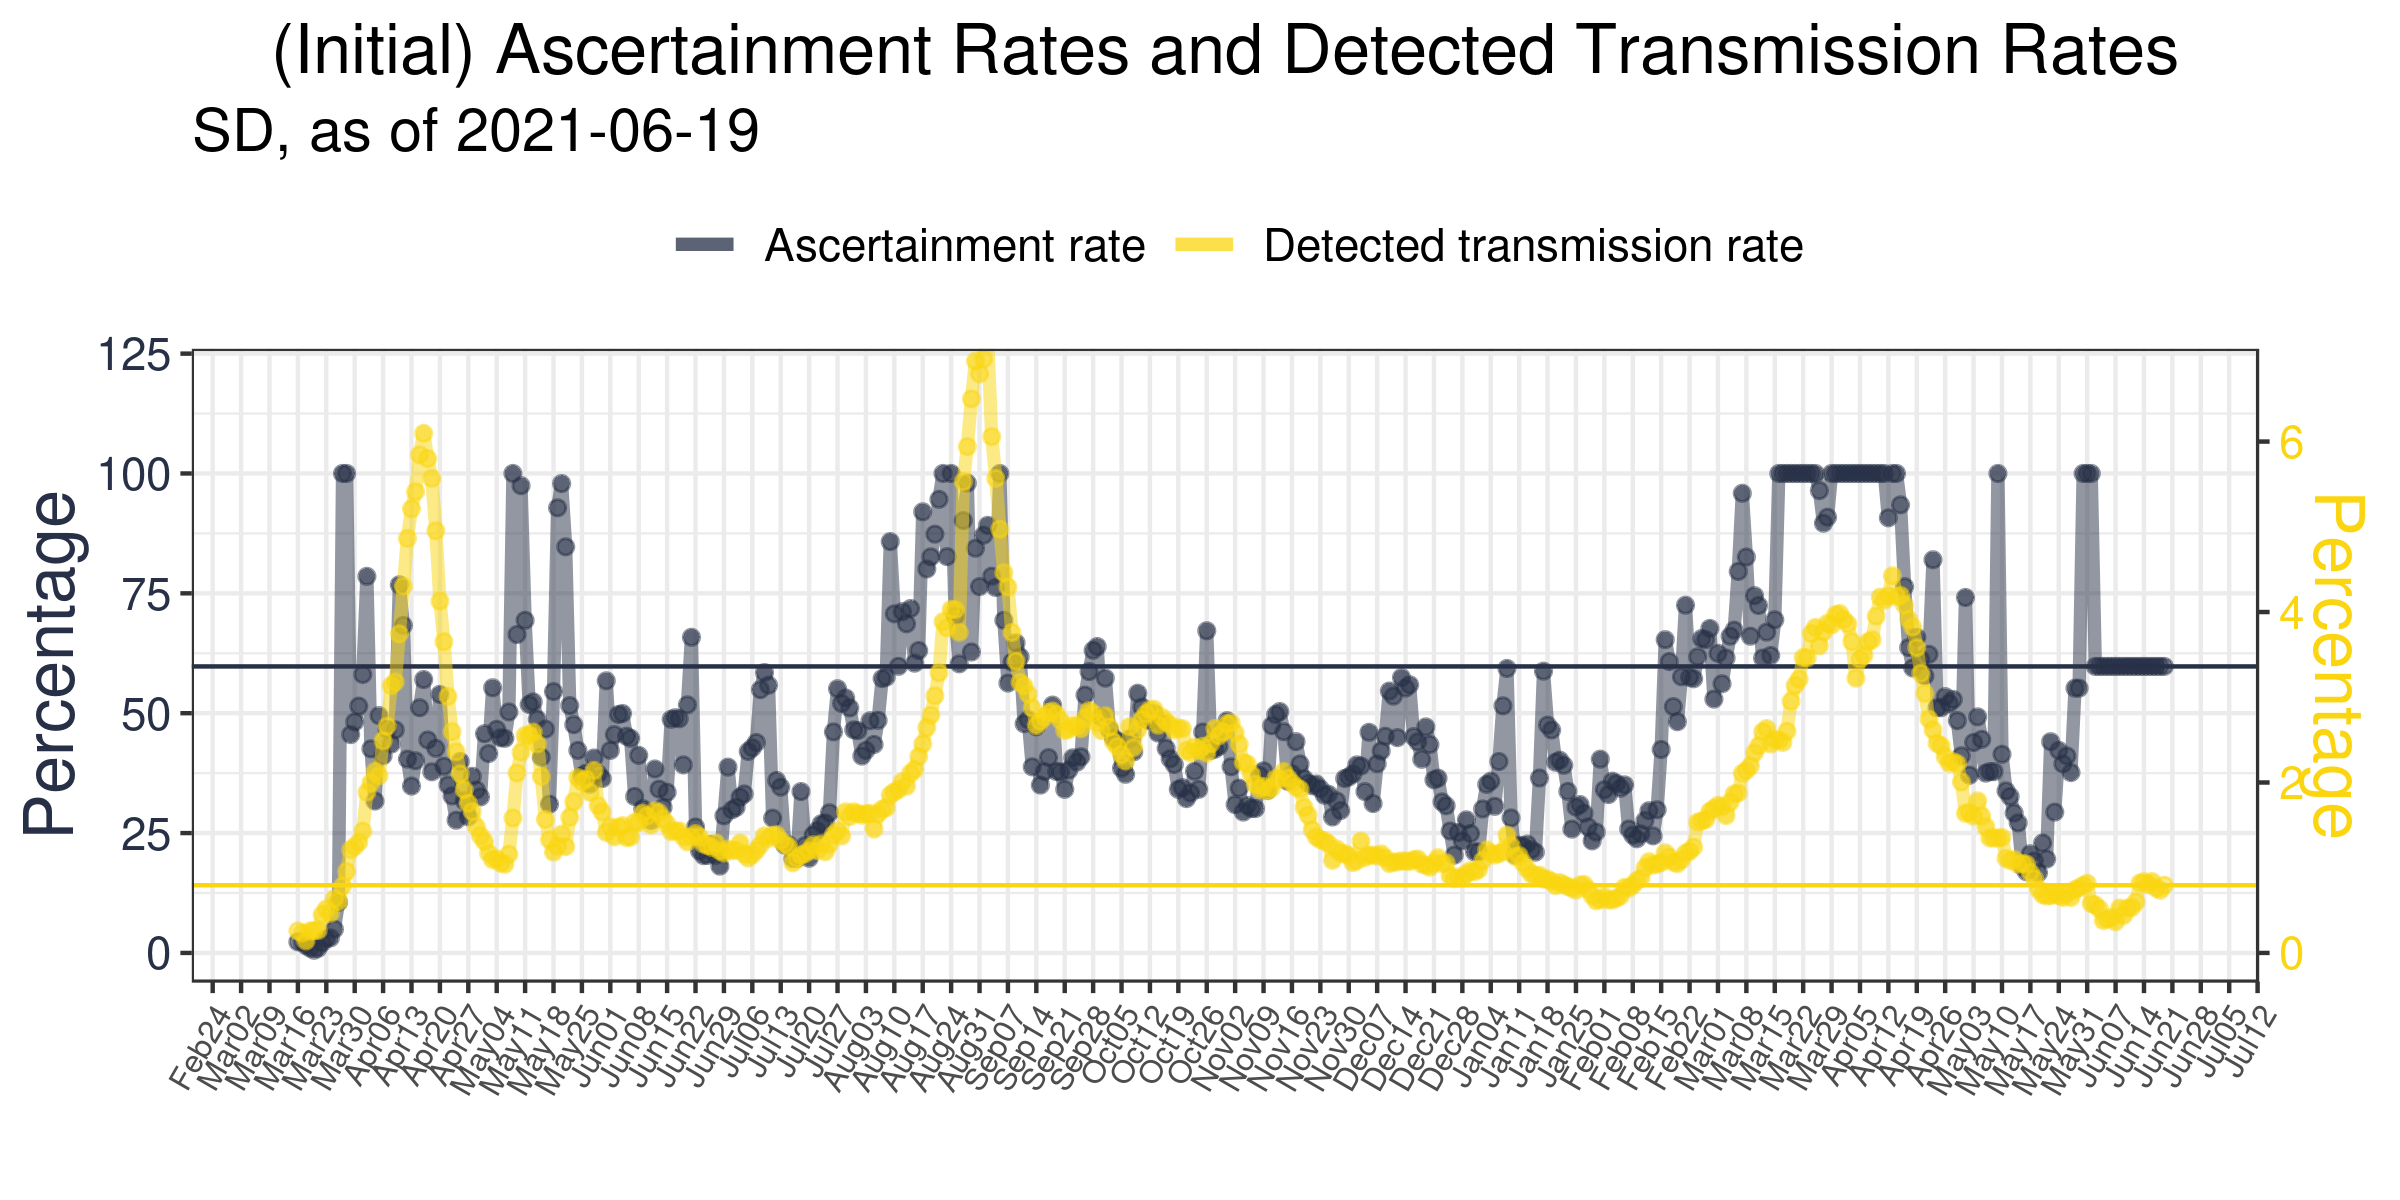 (Initial) Ascertainment Rates and Detected Transmission Rates
SD, as of 2021-06-19
Ascertainment rate
Detected transmission rate
Percentage
125
100
75
50
25
0
6
4
2
0
Percentage
Feb24
Mar02
Mar09
Mar16
Mar23
Mar30
Apr06
Apr13
Apr20
Apr27
May04
May11
May18
May25
Jun01
Jun08
Jun15
Jun22
Jun29
Jul06
Jul13
Jul20
Jul27
Aug03
Aug10
Aug17
Aug24
Aug31
Sep07
Sep14
Sep21
Sep28
Oct05
Oct12
Oct19
Oct26
Nov02
Nov09
Nov16
Nov23
Nov30
Dec07
Dec14
Dec21
Dec28
Jan04
Jan11
Jan18
Jan25
Feb01
Feb08
Feb15
Feb22
Mar01
Mar08
Mar15
Mar22
Mar29
Apr05
Apr12
Apr19
Apr26
May03
May10
May17
May24
May31
Jun07
Jun14
Jun21
Jun28
Jul05
Jul12